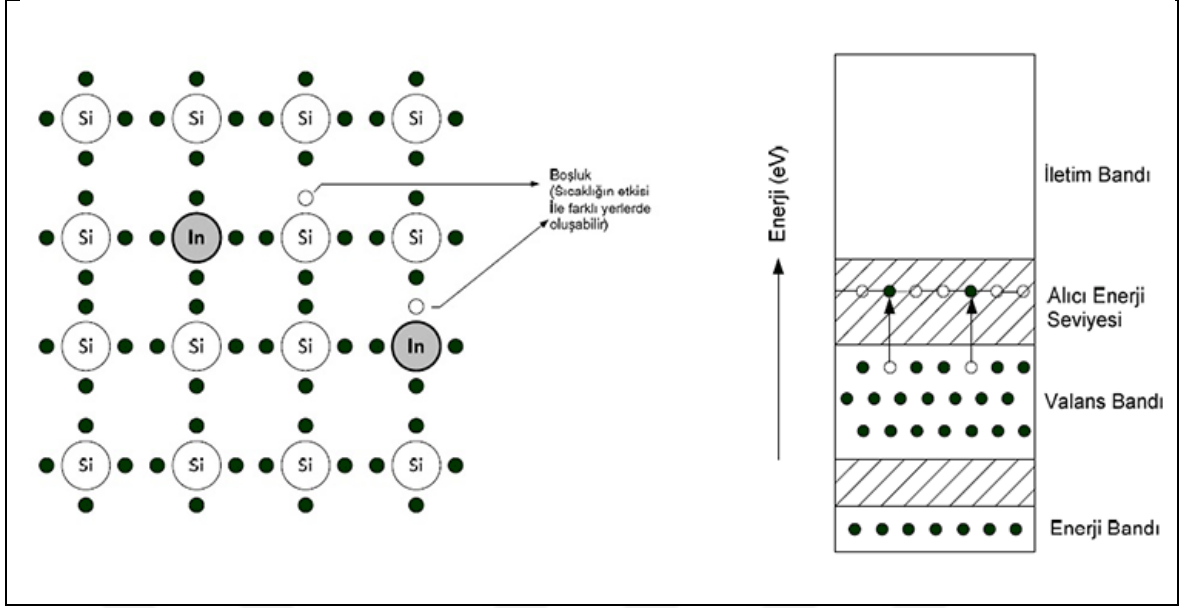 Si Si Si Si
Boşluk
(Sıcaklığın etkisi
İle farklı yerlerde
oluşabilir)
Si In Si Si
Si Si Si In
Si Si Si Si
Enerji (eV)
İletim Bandı
Alıcı Enerji
Seviyesi
Valans Bandı
Enerji Bandı